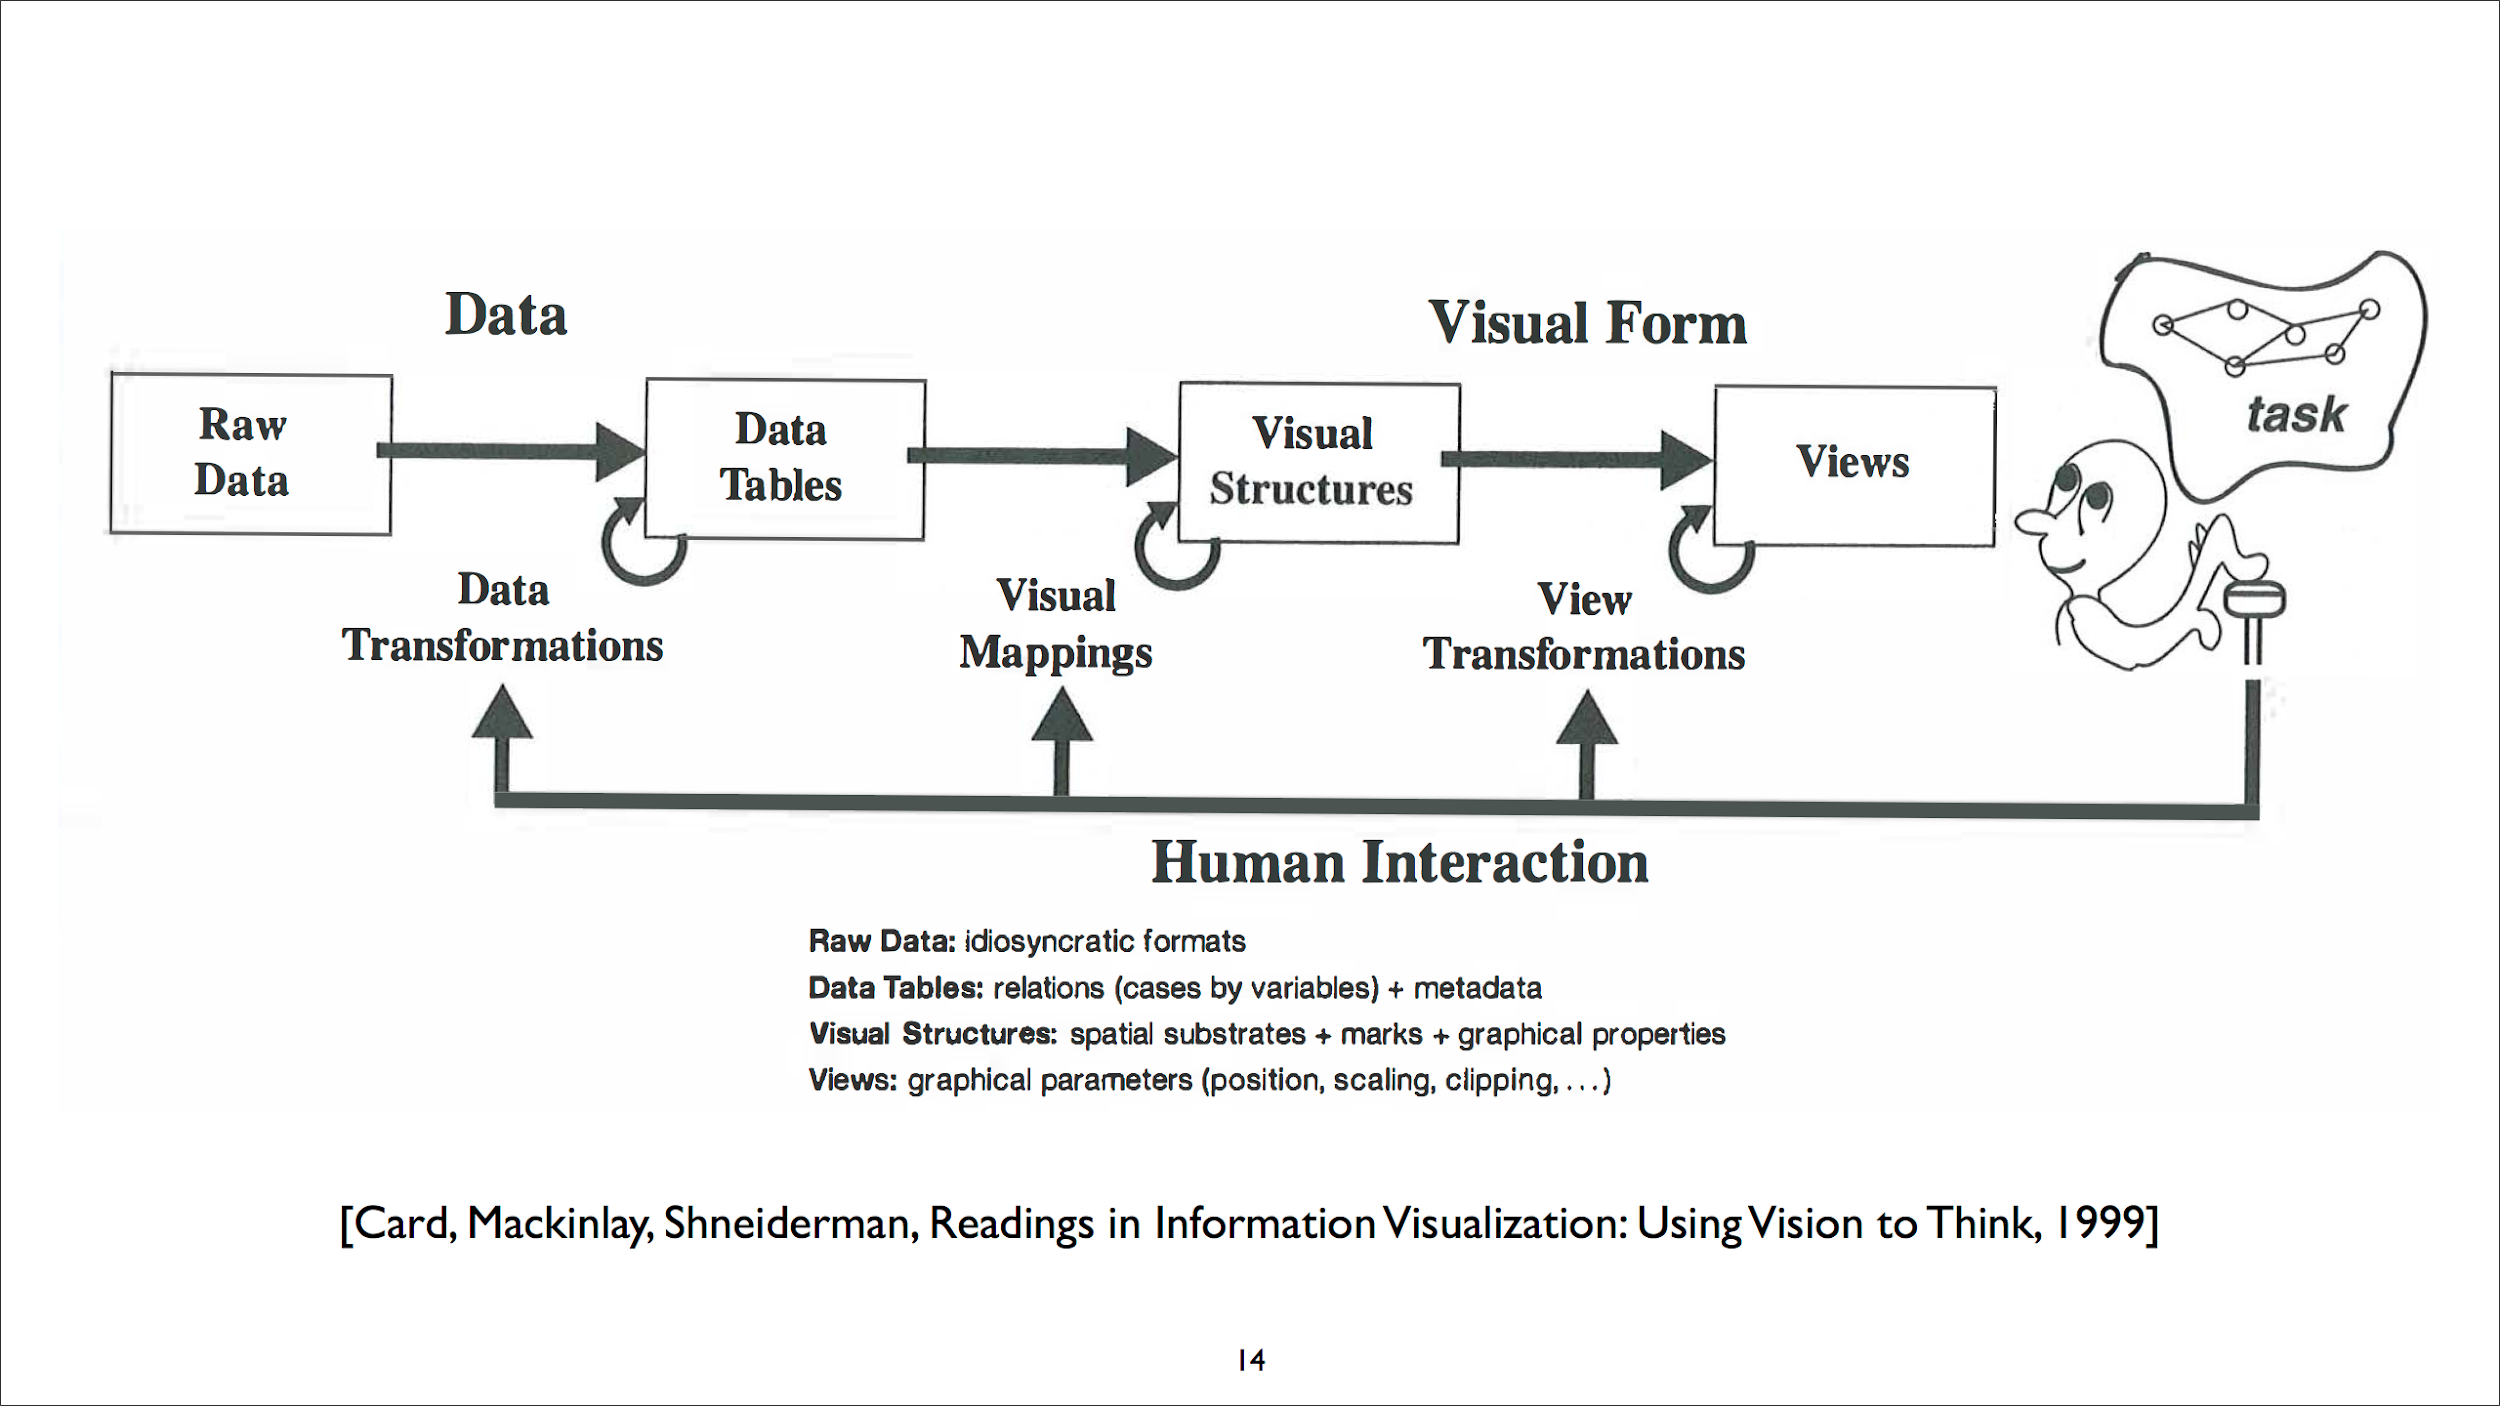 Data
Visual Form
Raw
Data
Data
Tables
Visual
Structures
Views
task
Data
Transformations
Visual
Mappings
View
Transformations
Human Interaction
Raw Data: idiosyncratic formats
Data Tables: relations (cases by variables) + metadata
Visual Structures: spatial substrates + marks + graphical properties
Views: graphical parameters (position, scaling, clipping, . . . )
[Card, Mackinlay, Shneiderman, Readings in Information Visualization: Using Vision to Think, 1999]
14